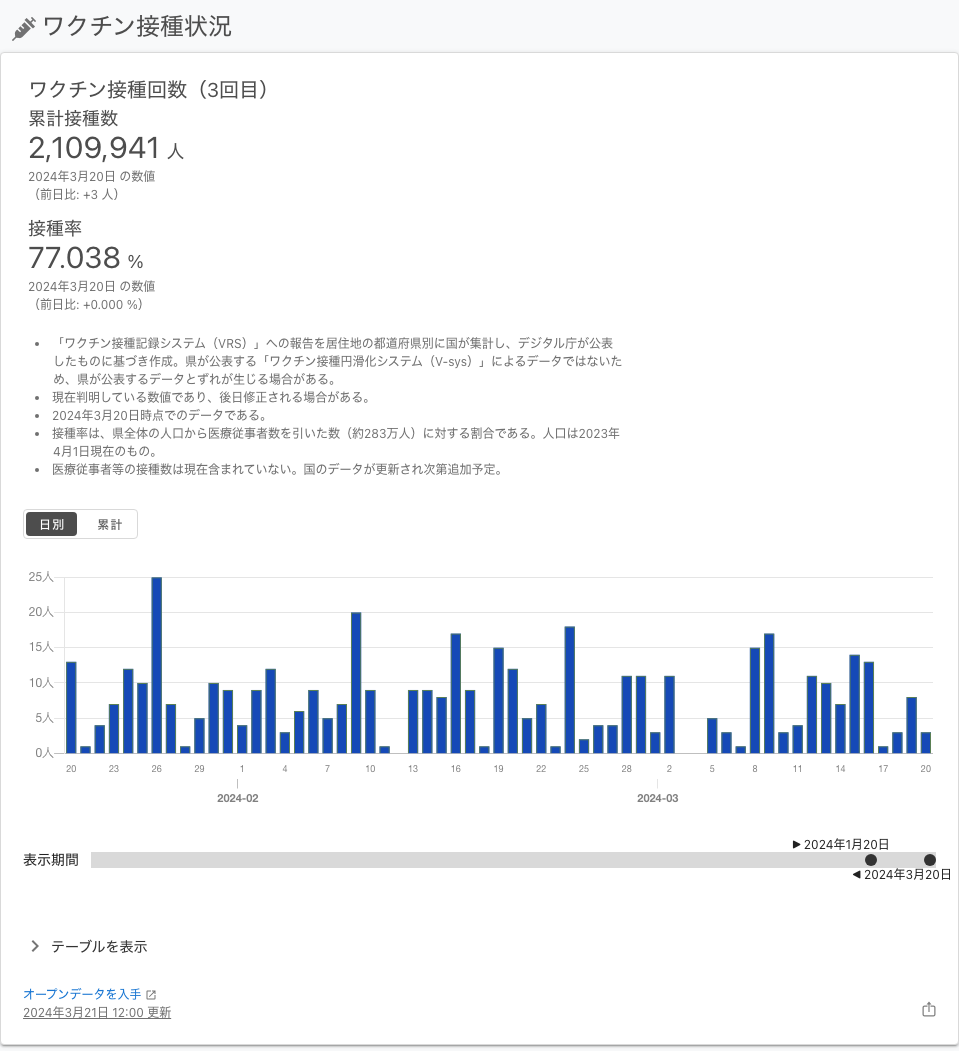 ワクチン接種状況
ワクチン接種回数（3回目）
累計接種数
2,109,941 人
2024年3月20日 の数値
（前日比: +3 人）
接種率
77.038 %
2024年3月20日 の数値
（前日比: +0.000 %）
「ワクチン接種記録システム（VRS）」への報告を居住地の都道府県別に国が集計し、デジタル庁が公表
したものに基づき作成。県が公表する「ワクチン接種円滑化システム（V-sys）」によるデータではないた
め、県が公表するデータとずれが生じる場合がある。
現在判明している数値であり、後日修正される場合がある。
2024年3月20日時点でのデータである。
接種率は、県全体の人口から医療従事者数を引いた数（約283万人）に対する割合である。人口は2023年
4月1日現在のもの。
医療従事者等の接種数は現在含まれていない。国のデータが更新され次第追加予定。
日別 累計
25人
20人
15人
10人
5人
0人
20 23 26 29 1 4 7 10 13 16 19 22 25 28 2 5 8 11 14 17 20
2024-02 2024-03
▶ 2024年1月20日
表示期間
◀ 2024年3月20日
テーブルを表示
オープンデータを入手
2024年3月21日 12:00 更新